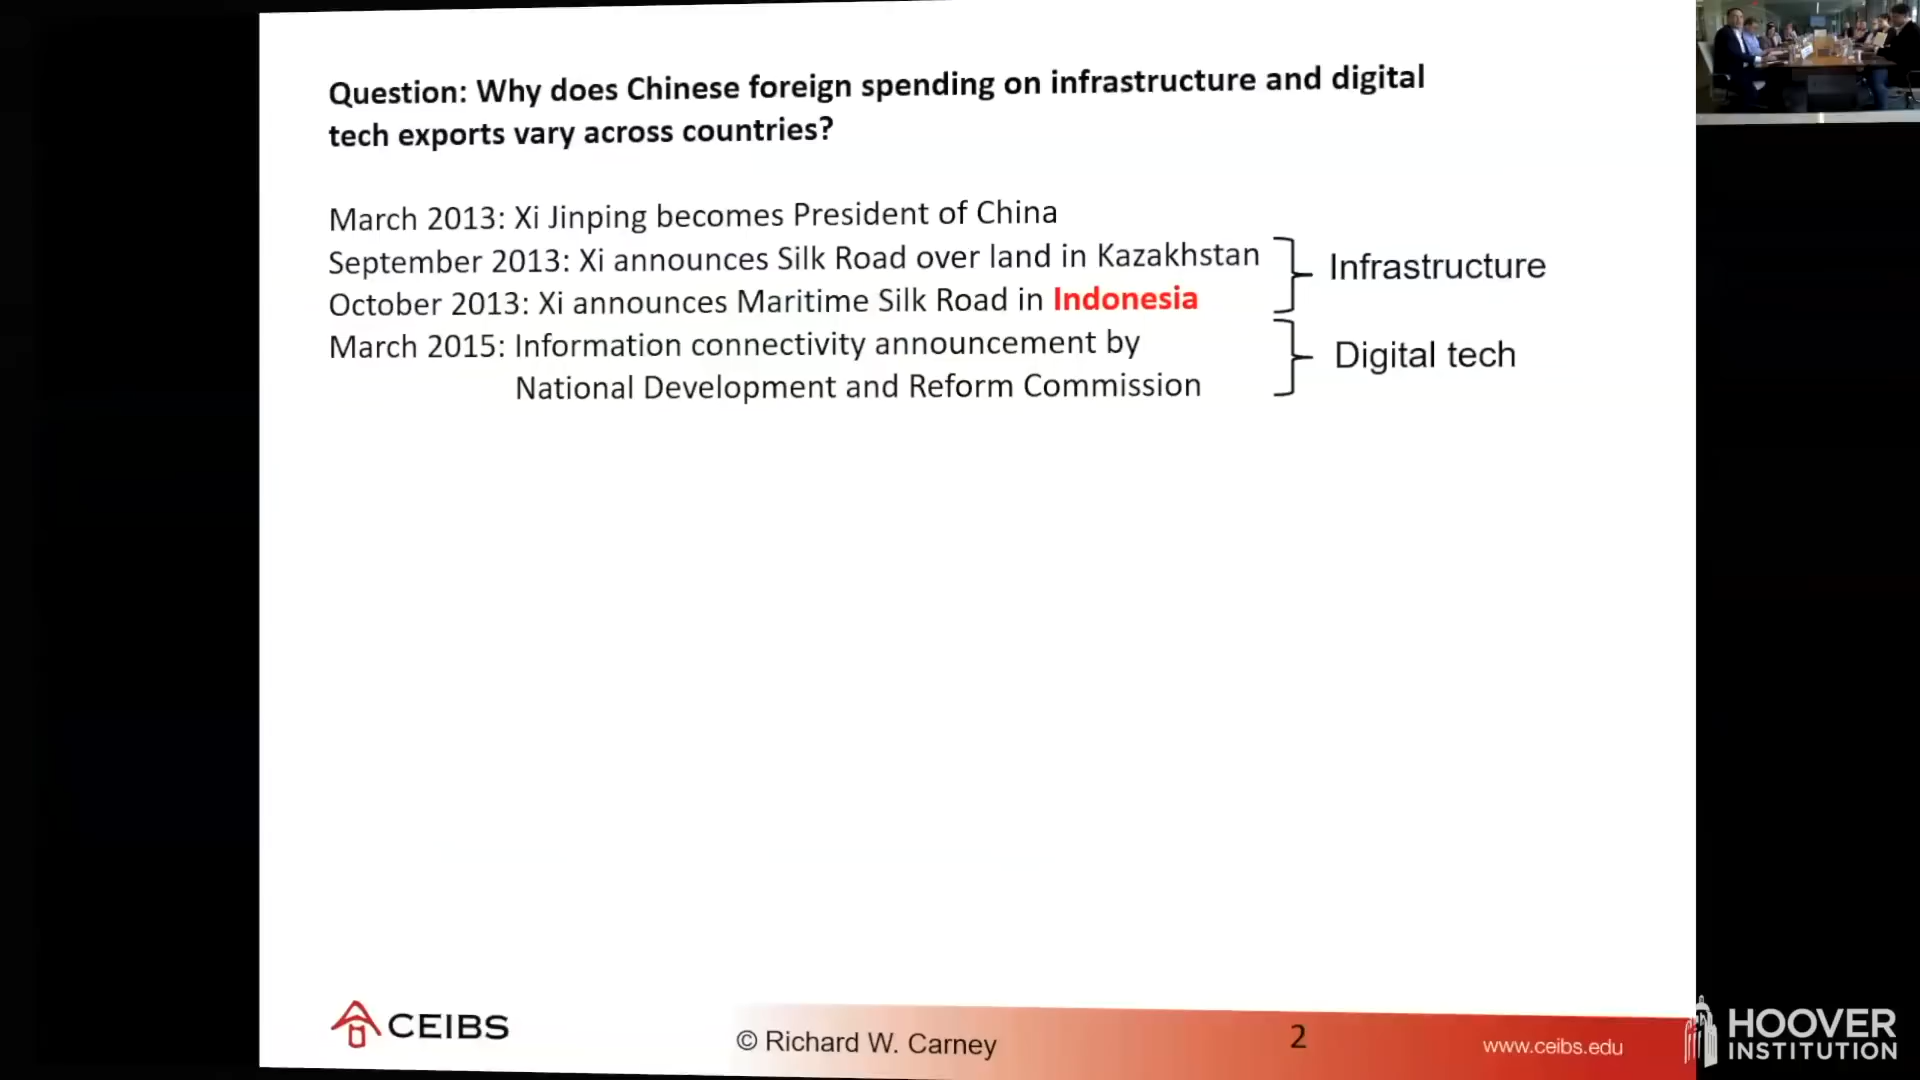 Question: Why does Chinese foreign spending on infrastructure and digital
tech exports vary across countries?
March 2013: Xi Jinping becomes President of China
September 2013: Xi announces Silk Road over land in Kazakhstan
October 2013: Xi announces Maritime Silk Road in Indonesia
Infrastructure
March 2015: Information connectivity announcement by
National Development and Reform Commission
Digital tech
CEIBS
© Richard W. Carney
2
www.ceibs.edu
HOOVER
INSTITUTION